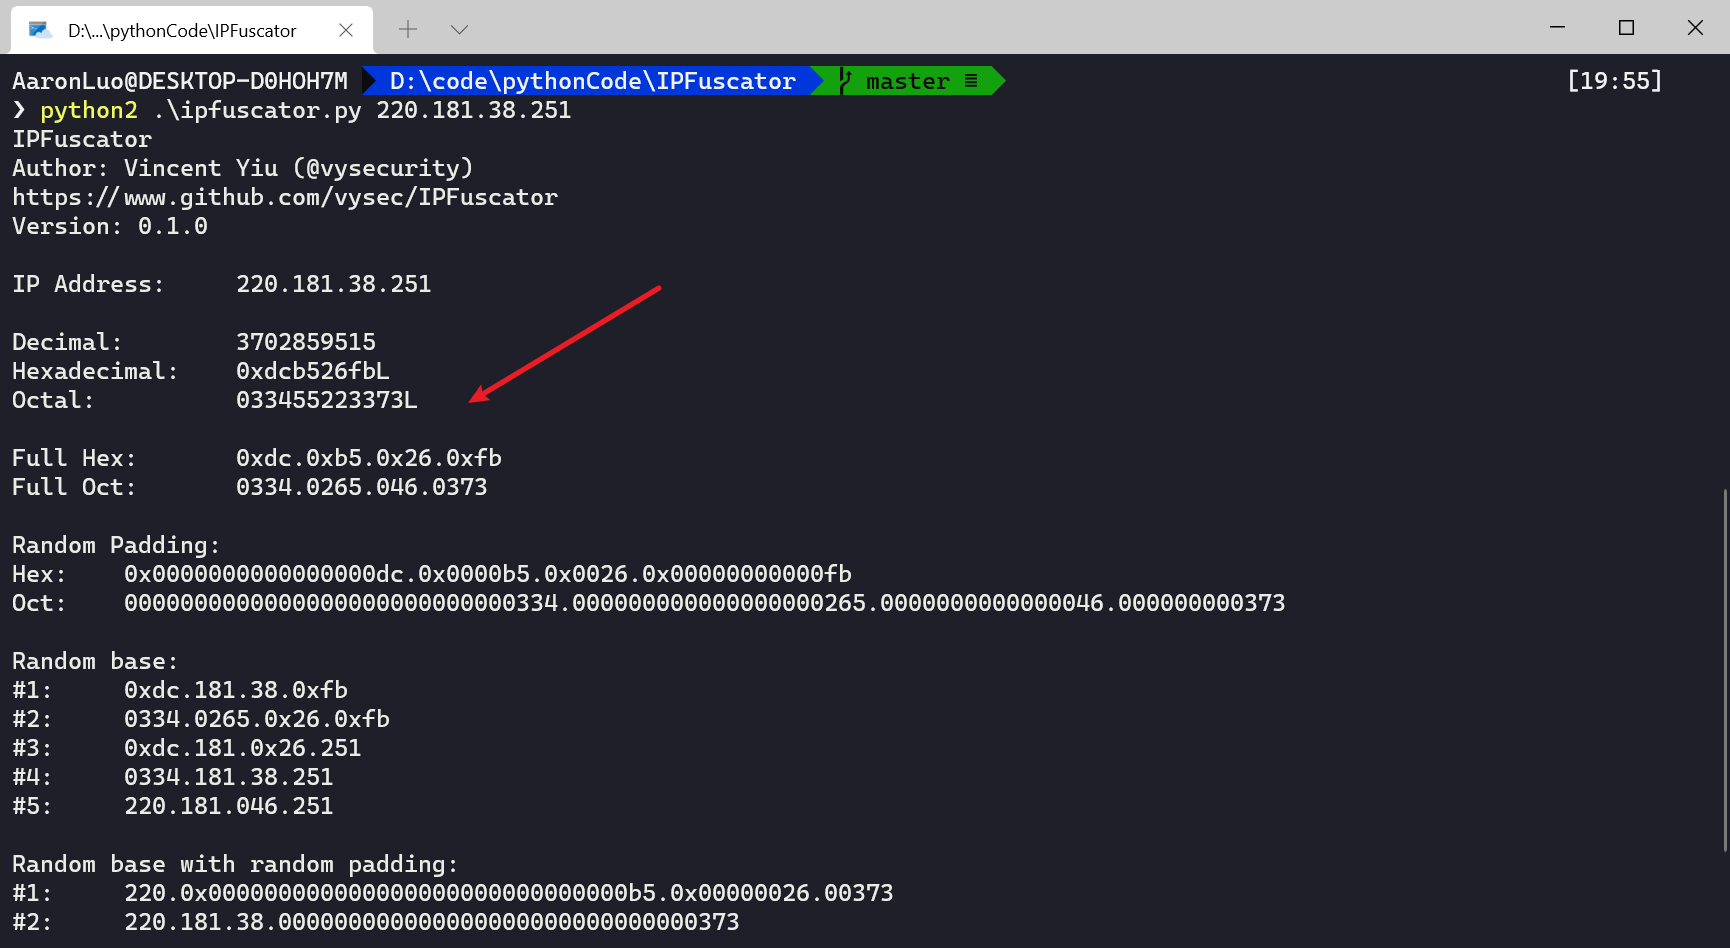 D:\...\pythonCode\IPFuscator
AaronLuo@DESKTOP-D0HOH7M D:\code\pythonCode\IPFuscator master ≡ [19:55]
❯ python2 .\ipfuscator.py 220.181.38.251
IPFuscator
Author: Vincent Yiu (@vysecurity)
https://www.github.com/vysec/IPFuscator
Version: 0.1.0
IP Address: 220.181.38.251
Decimal: 3702859515
Hexadecimal: 0xdcb526fbL
Octal: 033455223373L
Full Hex: 0xdc.0xb5.0x26.0xfb
Full Oct: 0334.0265.046.0373
Random Padding:
Hex: 0x0000000000000000dc.0x0000b5.0x0026.0x00000000000fb
Oct: 0000000000000000000000000000334.000000000000000000265.00000000000000046.000000000373
Random base:
#1: 0xdc.181.38.0xfb
#2: 0334.0265.0x26.0xfb
#3: 0xdc.181.0x26.251
#4: 0334.181.38.251
#5: 220.181.046.251
Random base with random padding:
#1: 220.0x000000000000000000000000000000b5.0x00000026.00373
#2: 220.181.38.000000000000000000000000000000373